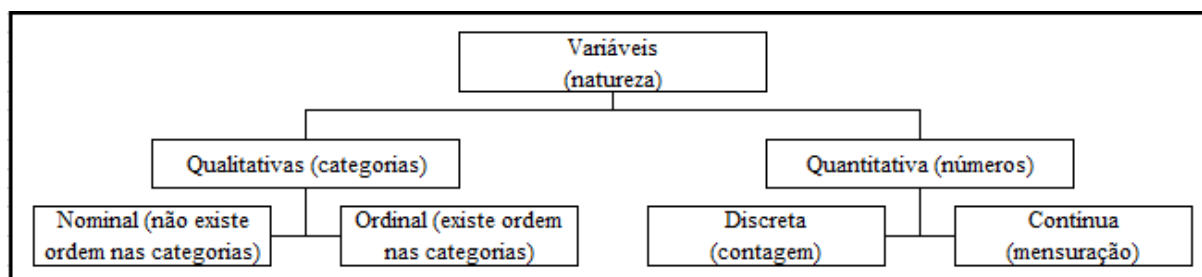 Variáveis
(natureza)
Qualitativas (categorias)
Quantitativa (números)
Nominal (não existe
ordem nas categorias)
Ordinal (existe ordem
nas categorias)
Discreta
(contagem)
Contínua
(mensuração)